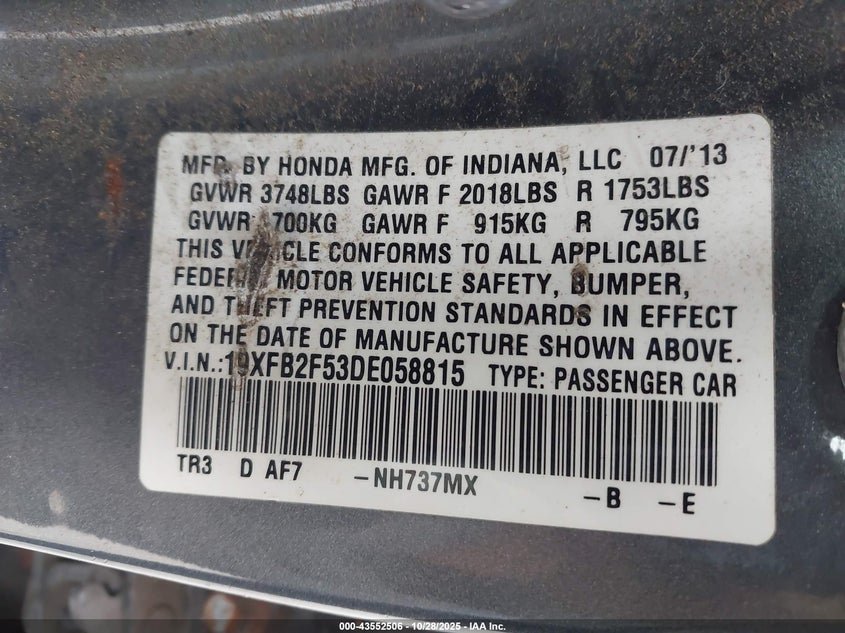 MFD. BY HONDA MFG. OF INDIANA, LLC 07/'13
GVWR 3748LBS GAWR F 2018LBS R 1753LBS
GVWR 1700KG GAWR F 915KG R 795KG
THIS VEHICLE CONFORMS TO ALL APPLICABLE
FEDERAL MOTOR VEHICLE SAFETY, BUMPER,
AND THEFT PREVENTION STANDARDS IN EFFECT
ON THE DATE OF MANUFACTURE SHOWN ABOVE.
V.I.N.:19XFB2F53DE058815 TYPE: PASSENGER CAR
TR3 D AF7 -NH737MX -B -E
000-43552506 - 10/28/2025 - IAA Inc.